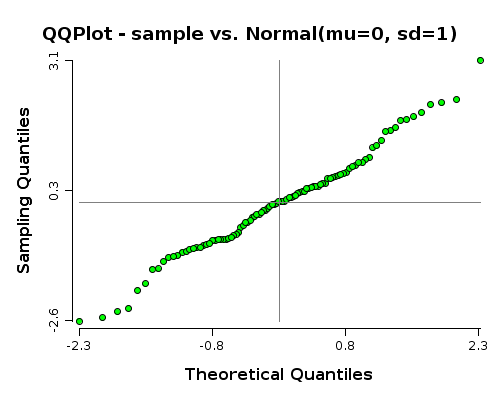 QQPlot - sample vs. Normal(mu=0, sd=1)
3.1
0.3
-2.6
Sampling Quantiles
-2.3 -0.8 0.8 2.3
Theoretical Quantiles